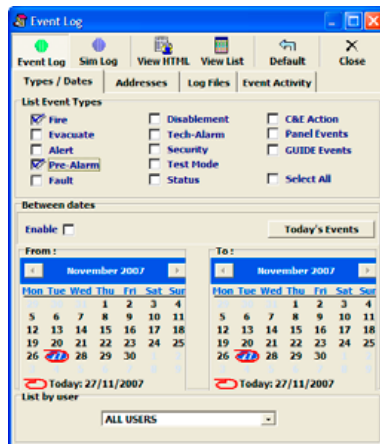 Event Log
Event Log Sim Log View HTML View List Default Close
Types / Dates Addresses Log Files Event Activity
List Event Types
Fire Disablement C&E Action
Evacuate Tech-Alarm Panel Events
Alert Security GUIDE Events
Pre-Alarm Test Mode
Fault Status Select All
Between dates
Enable Today's Events
From : To :
November 2007 November 2007
Mon Tue Wed Thu Fri Sat Sun Mon Tue Wed Thu Fri Sat Sun
1 2 3 4 1 2 3 4
5 6 7 8 9 10 11 5 6 7 8 9 10 11
12 13 14 15 16 17 18 12 13 14 15 16 17 18
19 20 21 22 23 24 25 19 20 21 22 23 24 25
26 27 28 29 30 26 27 28 29 30
Today: 27/11/2007 Today: 27/11/2007
List by user
ALL USERS